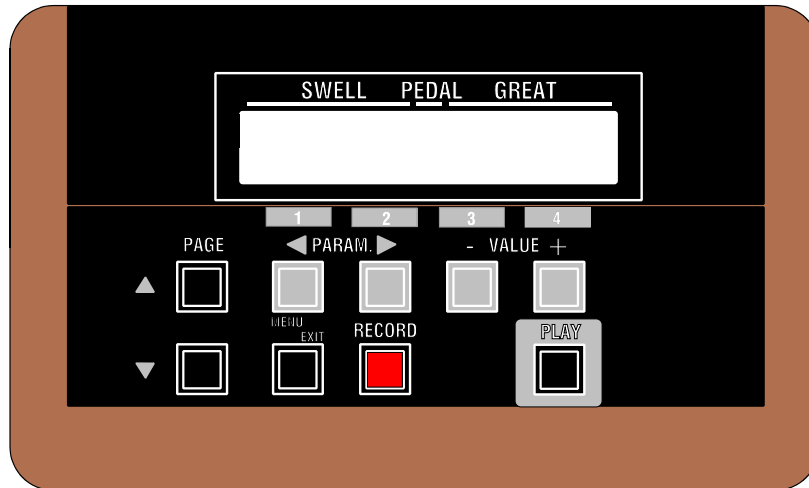 SWELL PEDAL GREAT
1 2 3 4
PAGE PARAM. - VALUE +
MENU
EXIT RECORD PLAY